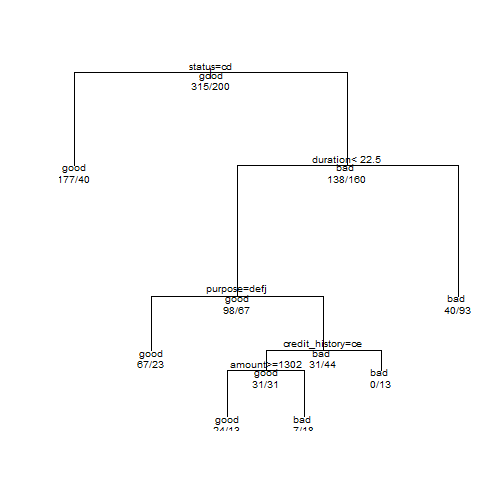 status=cd
good
315/200
duration< 22.5
good
bad
177/40
138/160
purpose=defj
good
bad
98/67
40/93
credit_history=ce
good
bad
67/23
31/44
amount>=1302
good
bad
31/31
0/13
good
bad
24/13
7/18